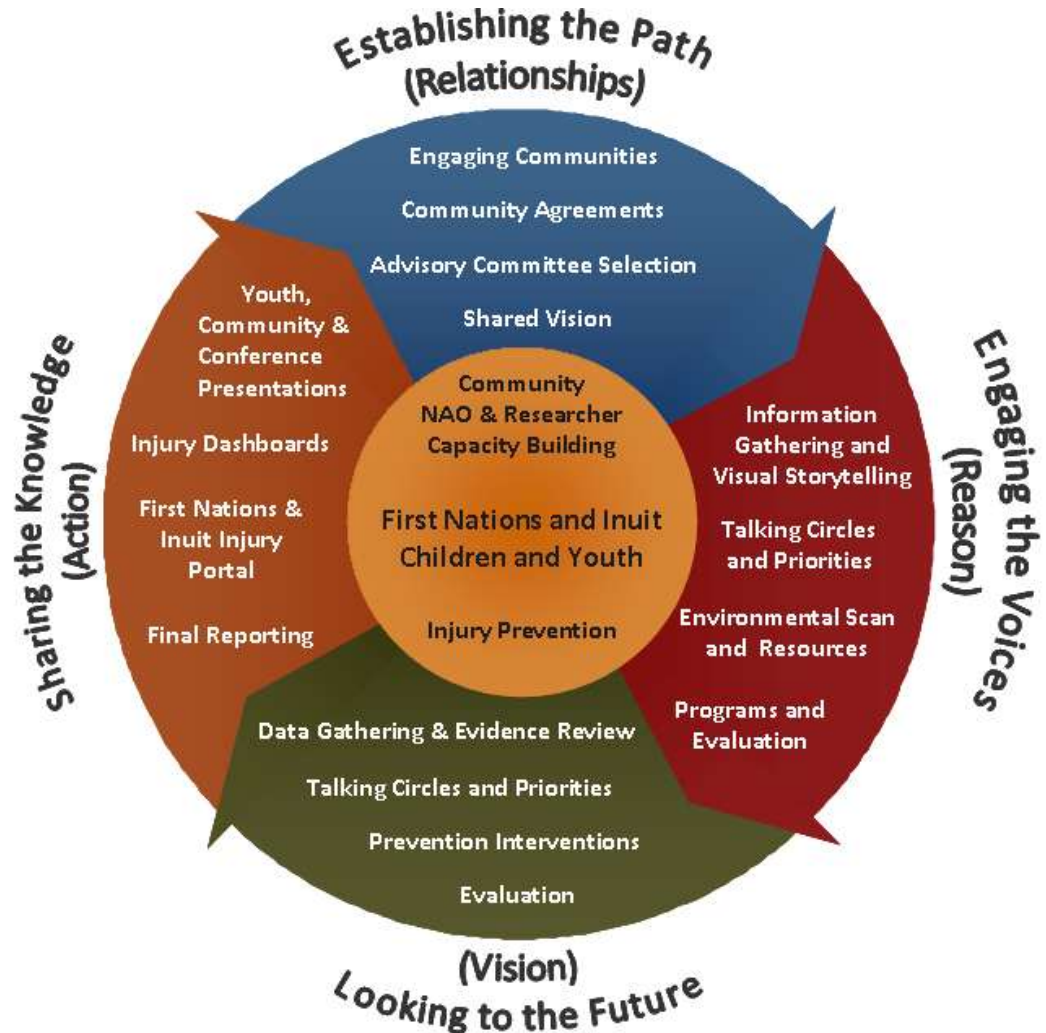 Establishing the Path
(Relationships)
Engaging Communities
Community Agreements
Advisory Committee Selection
Shared Vision
Engaging the Voices
(Reason)
Information
Gathering and
Visual Storytelling
Talking Circles
and Priorities
Environmental Scan
and Resources
Programs and
Evaluation
Data Gathering & Evidence Review
Talking Circles and Priorities
Prevention Interventions
Evaluation
(Vision)
Looking to the Future
Sharing the Knowledge
(Action)
Youth,
Community &
Conference
Presentations
Injury Dashboards
First Nations &
Inuit Injury
Portal
Final Reporting
Community
NAO & Researcher
Capacity Building
First Nations and Inuit
Children and Youth
Injury Prevention